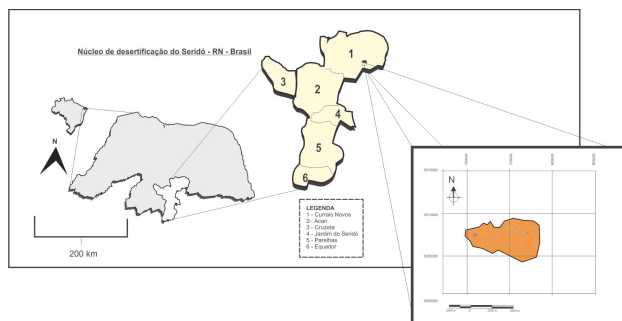 Núcleo de desertificação do Seridó - RN - Brasil
N
200 km
1
2
3
4
5
6
LEGENDA
1 - Currais Novos
2- Acari
3 - Cruzeta
4 - Jardim do Seridó
5 - Parelhas
6 - Equador
N